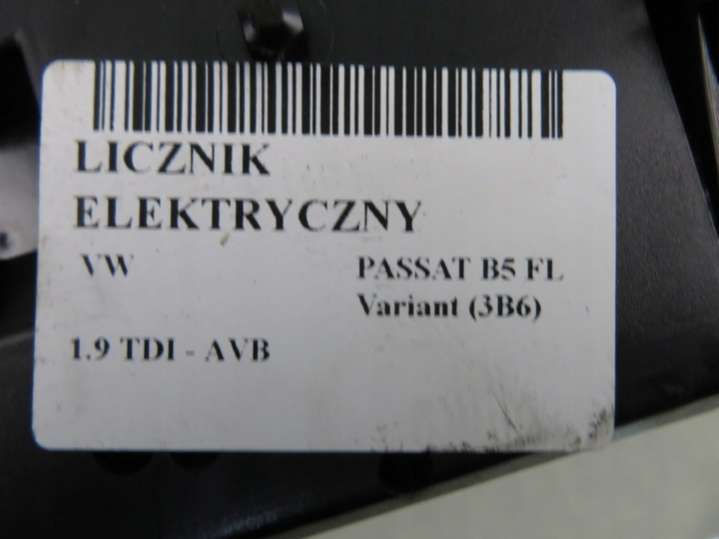 LICZNIK
ELEKTRYCZNY
VW PASSAT B5 FL
Variant (3B6)
1.9 TDI - AVB